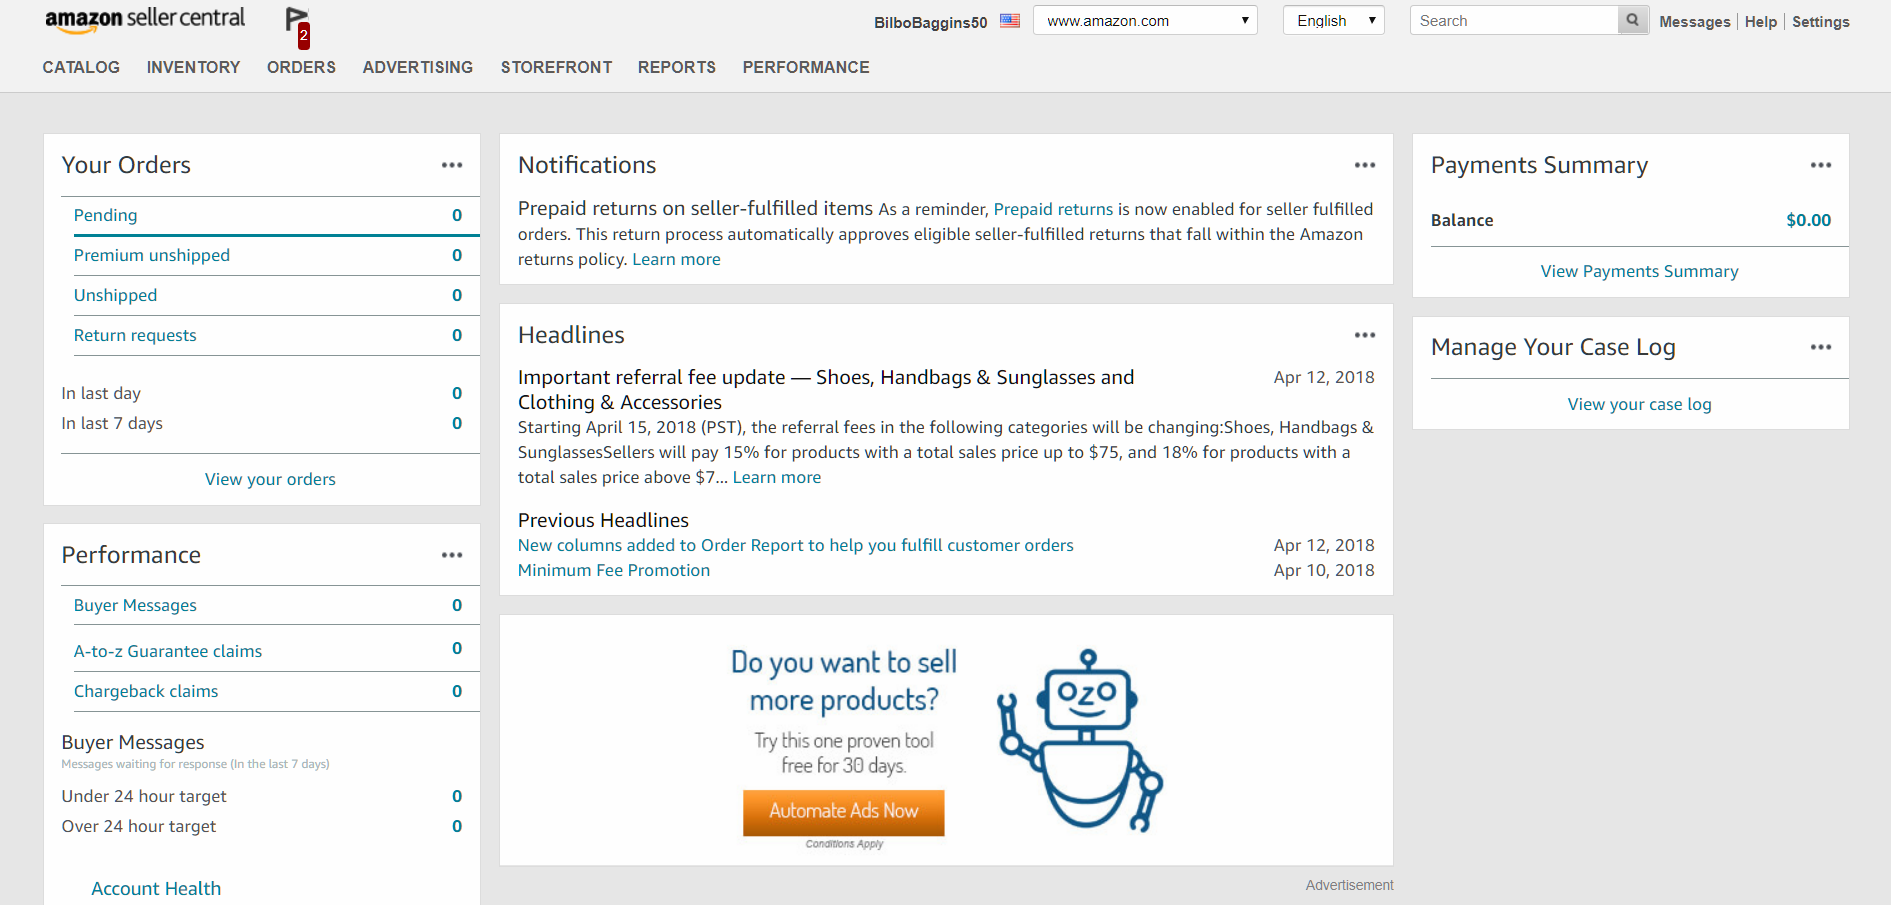 amazon seller central
2
BilboBaggins50
www.amazon.com
English
Search
Messages | Help | Settings
CATALOG INVENTORY ORDERS ADVERTISING STOREFRONT REPORTS PERFORMANCE
Your Orders
Pending 0
Premium unshipped 0
Unshipped 0
Return requests 0
In last day 0
In last 7 days 0
View your orders
Performance
Buyer Messages 0
A-to-z Guarantee claims 0
Chargeback claims 0
Buyer Messages
Messages waiting for response (In the last 7 days)
Under 24 hour target 0
Over 24 hour target 0
Account Health
Notifications
Prepaid returns on seller-fulfilled items As a reminder, Prepaid returns is now enabled for seller fulfilled
orders. This return process automatically approves eligible seller-fulfilled returns that fall within the Amazon
returns policy. Learn more
Headlines
Important referral fee update — Shoes, Handbags & Sunglasses and Apr 12, 2018
Clothing & Accessories
Starting April 15, 2018 (PST), the referral fees in the following categories will be changing:Shoes, Handbags &
SunglassesSellers will pay 15% for products with a total sales price up to $75, and 18% for products with a
total sales price above $7... Learn more
Previous Headlines
New columns added to Order Report to help you fulfill customer orders Apr 12, 2018
Minimum Fee Promotion Apr 10, 2018
Do you want to sell
more products?
Try this one proven tool
free for 30 days.
Automate Ads Now
Conditions Apply
OZO
Advertisement
Payments Summary
Balance $0.00
View Payments Summary
Manage Your Case Log
View your case log